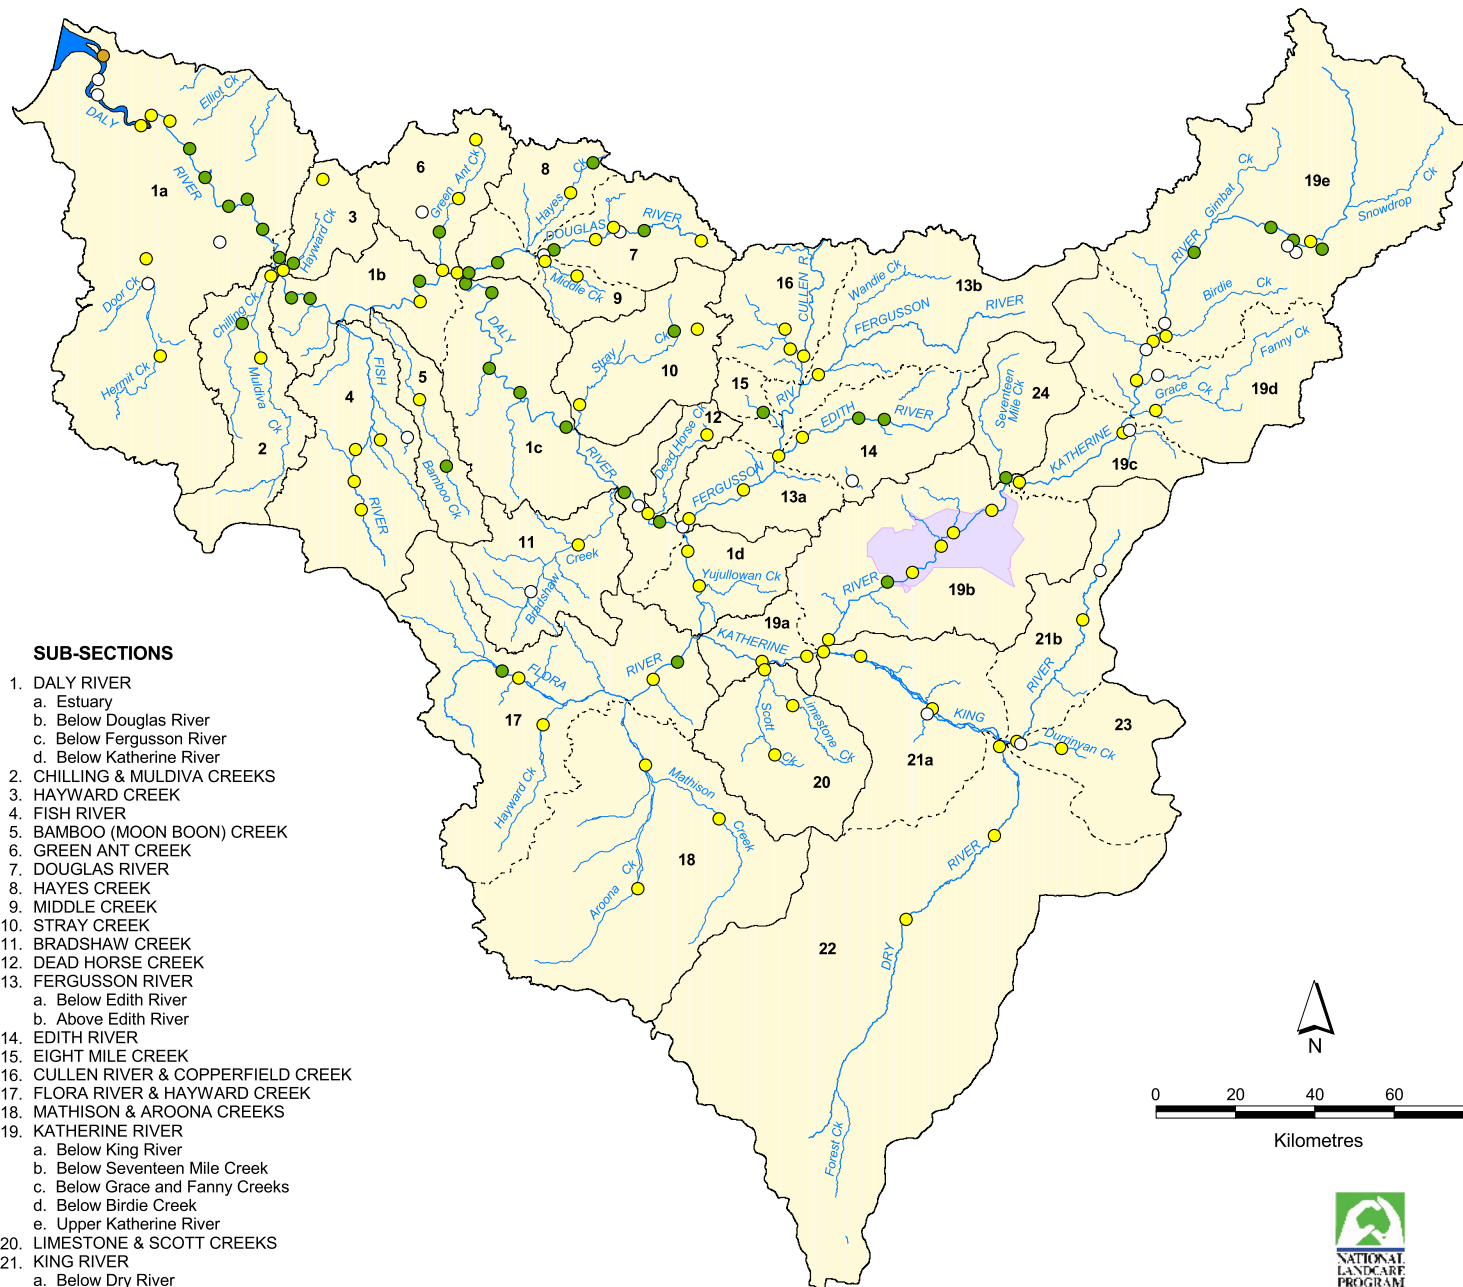 Elliot Ck
DALY
RIVER
1a
6
Green Ant Ck
8
Hayes
Ck
DOUGLAS
RIVER
7
3
Hayward Ck
1b
Middle Ck
9
16
CULLEN R
Wandie Ck
13b
FERGUSSON
RIVER
Gimbat
Ck
RIVER
19e
Snowdrop
Ck
Birdie
Ck
Fanny Ck
Grace
Ck
19d
Door Ck
Hermit Ck
Chilling Ck
Muldiva
Ck
2
FISH
4
RIVER
5
Bamboo Ck
DALY
1c
RIVER
Stray
Ck
10
15
RIV
EDITH
RIVER
14
12
Dead Horse Ck
FERGUSSON
13a
Seventeen
Mile Ck
24
KATHERINE
19c
11
Creek
Bradshaw
1d
Yujullowan Ck
19a
KATHERINE
RIVER
19b
21b
RIVER
FLORA
RIVER
17
Hayward Ck
Scott
Ck
Limestone
Ck
20
KING
21a
Durrinyan Ck
23
Mathison
Creek
18
Aroona
Ck
RIVER
DRY
22
Forest Ck
SUB-SECTIONS
1. DALY RIVER
a. Estuary
b. Below Douglas River
c. Below Fergusson River
d. Below Katherine River
2. CHILLING & MULDIVA CREEKS
3. HAYWARD CREEK
4. FISH RIVER
5. BAMBOO (MOON BOON) CREEK
6. GREEN ANT CREEK
7. DOUGLAS RIVER
8. HAYES CREEK
9. MIDDLE CREEK
10. STRAY CREEK
11. BRADSHAW CREEK
12. DEAD HORSE CREEK
13. FERGUSSON RIVER
a. Below Edith River
b. Above Edith River
14. EDITH RIVER
15. EIGHT MILE CREEK
16. CULLEN RIVER & COPPERFIELD CREEK
17. FLORA RIVER & HAYWARD CREEK
18. MATHISON & AROONA CREEKS
19. KATHERINE RIVER
a. Below King River
b. Below Seventeen Mile Creek
c. Below Grace and Fanny Creeks
d. Below Birdie Creek
e. Upper Katherine River
20. LIMESTONE & SCOTT CREEKS
21. KING RIVER
a. Below Dry River
N
0 20 40 60
Kilometres
NATIONAL
LANDCARE
PROGRAM